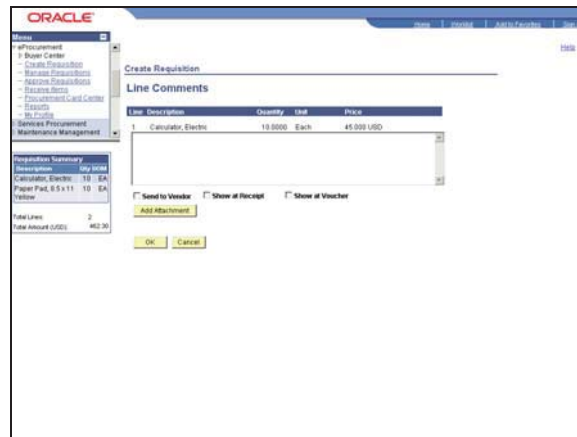 ORACLE
Home Worklist Add to Favorites Sign
Menu
Help
eProcurement
Buyer Center
Create Requisition
Manage Requisitions
Approve Requisitions
Receive Items
Procurement Card Center
Reports
My Profile
Services Procurement
Maintenance Management
Create Requisition
Line Comments
Line Description Quantity Unit Price
1 Calculator, Electric 10.0000 Each 45.000 USD
Requisition Summary
Description Qty UOM
Calculator, Electric 10 EA
Paper Pad, 8.5 x 11 Yellow 10 EA
Total Lines: 2
Total Amount (USD): 462.30
Send to Vendor Show at Receipt Show at Voucher
Add Attachment
OK Cancel